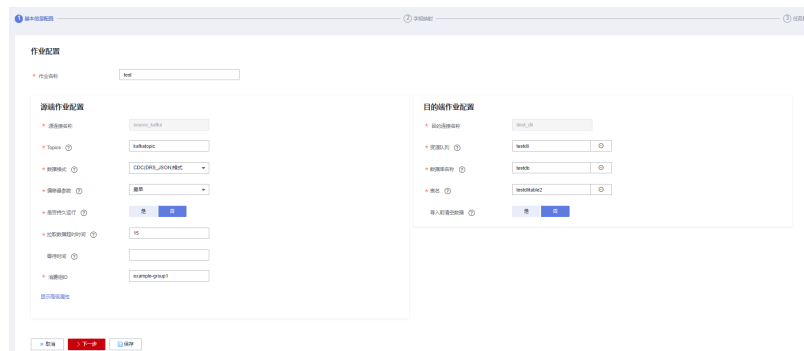 1 基本信息配置
2 字段映射
3 任务
作业配置
* 作业名称 test
源端作业配置
* 源连接名称 source_kafka
* Topics kafkatopic
* 数据格式 CDC(DRS_JSON)格式
* 偏移量参数 最早
* 是否持久运行 是 否
* 拉取数据超时时间 15
等待时间
* 消费组ID example-group1
显示高级属性
目的端作业配置
* 目的连接名称 dest_dli
* 资源队列 testdli
* 数据库名称 testdb
* 表名 testdlitable2
导入前清空数据 是 否
× 取消
> 下一步
保存